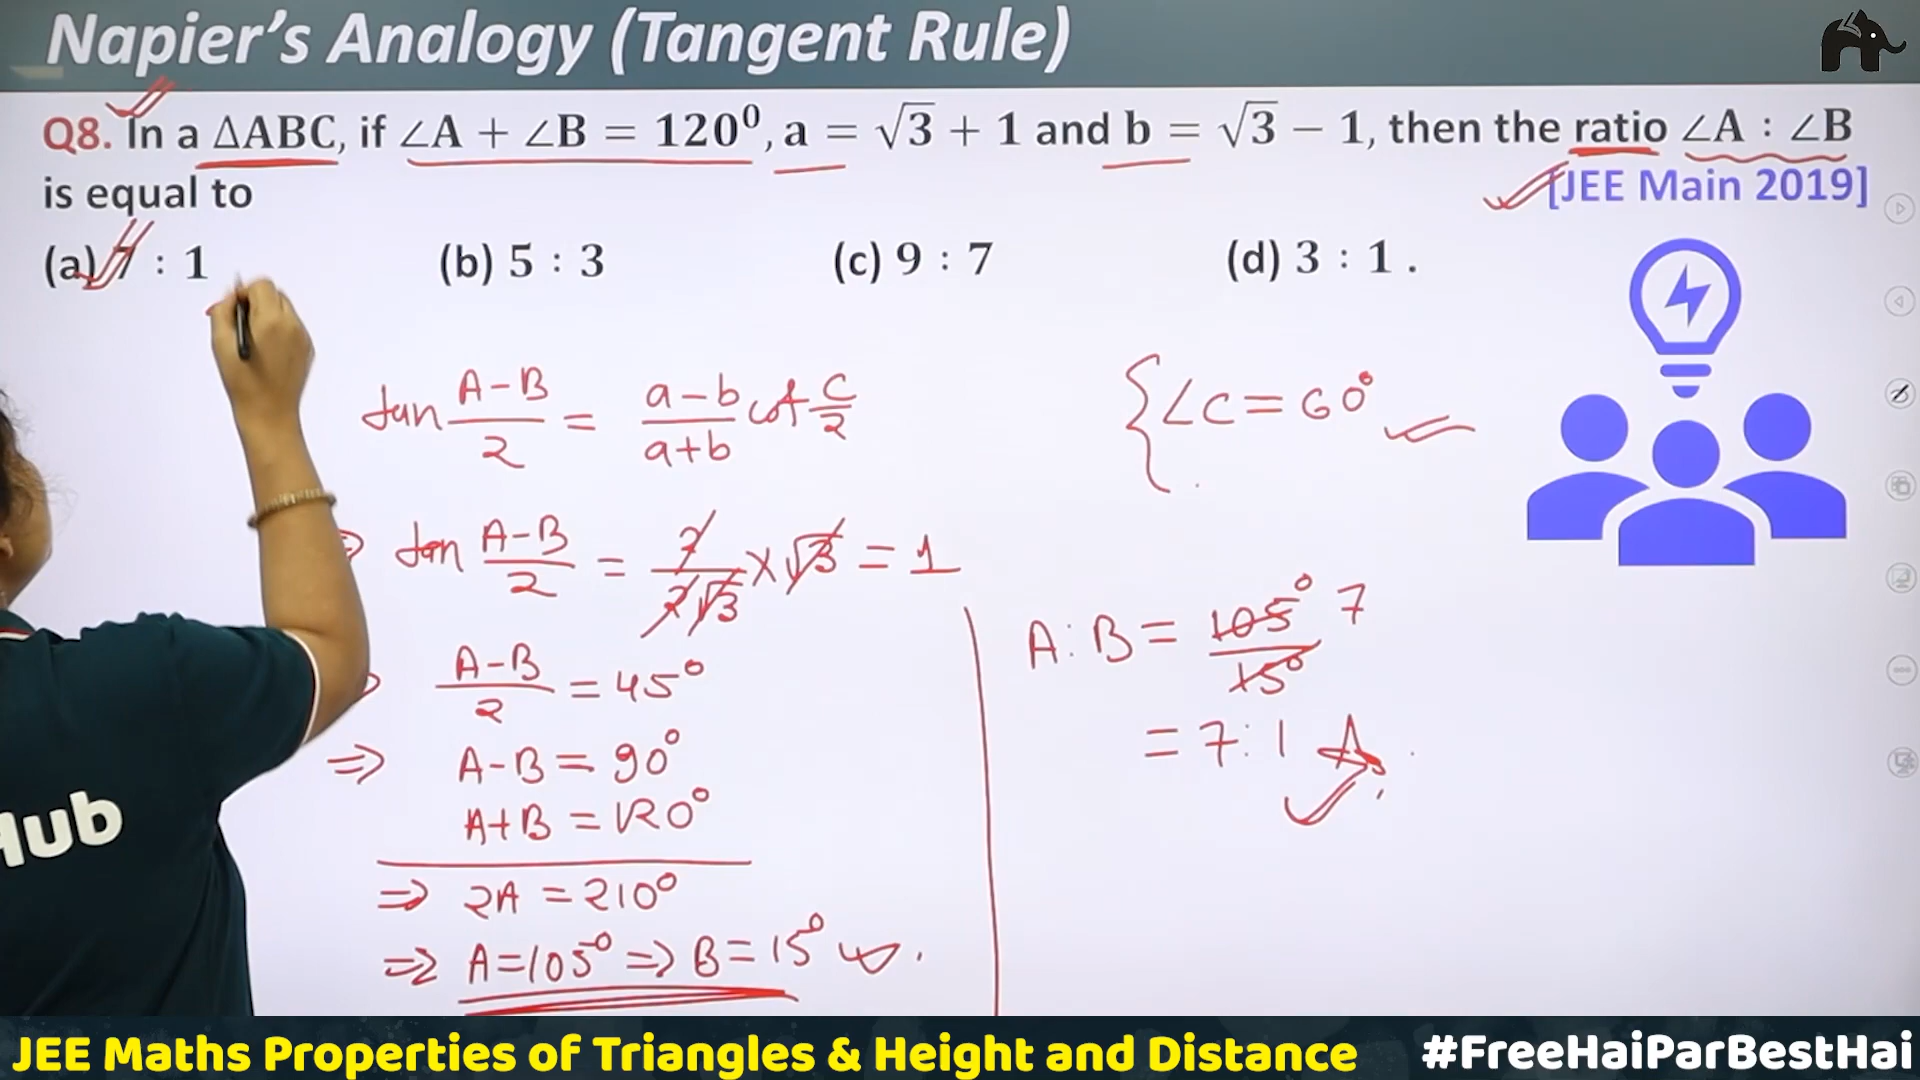 Napier’s Analogy (Tangent Rule)
Q8. In a ΔABC, if ∠A + ∠B = 120⁰, a = √3 + 1 and b = √3 − 1, then the ratio ∠A : ∠B
is equal to
[JEE Main 2019]
(a) 7 : 1
(b) 5 : 3
(c) 9 : 7
(d) 3 : 1 .
tan (A-B)/2 = (a-b)/(a+b) cot C/2
{∠C = 60°
⇒ tan (A-B)/2 = 2/2√3 × √3 = 1
(A-B)/2 = 45°
⇒ A-B = 90°
A+B = 120°
⇒ 2A = 210°
⇒ A=105° ⇒ B=15°
A:B = 105°/15° 7
= 7:1 A.
Hub
JEE Maths Properties of Triangles & Height and Distance
#FreeHaiParBestHai